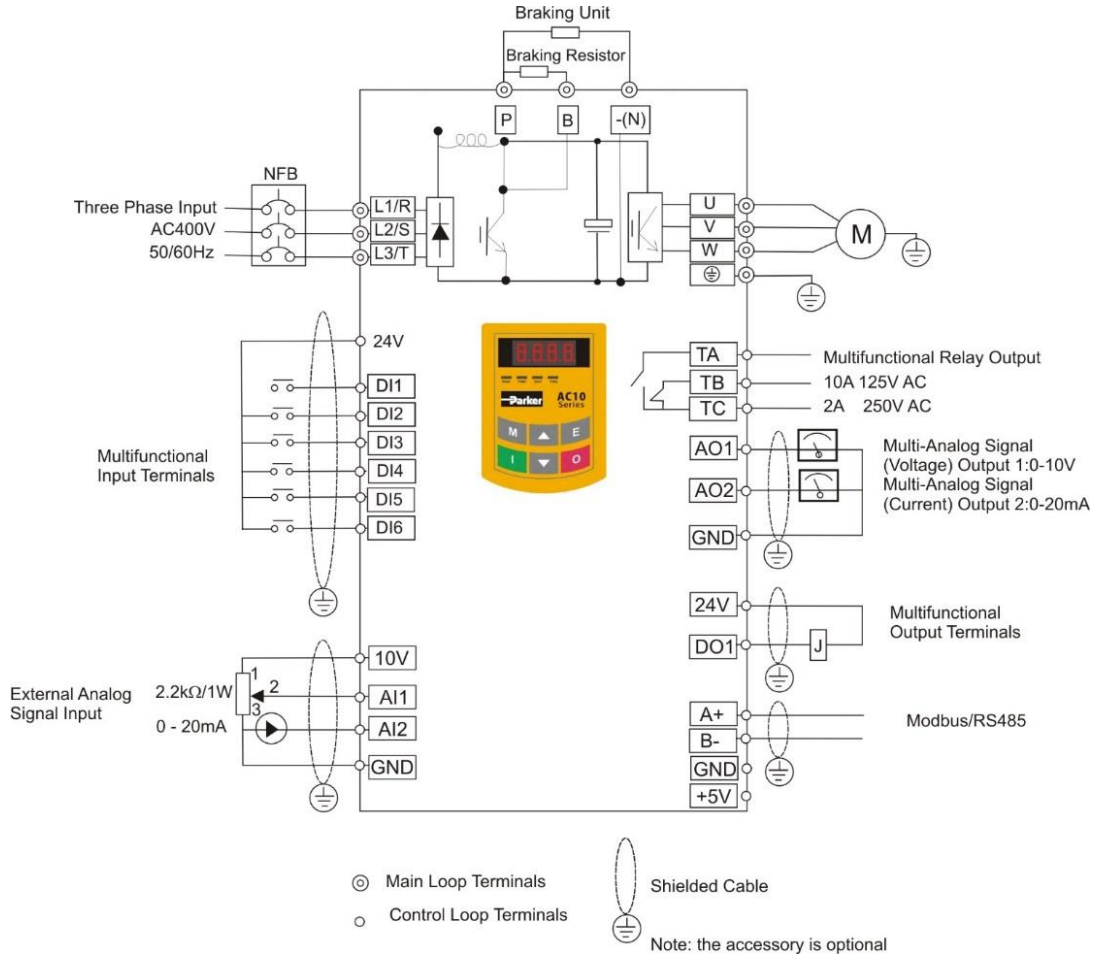 Braking Unit
Braking Resistor
P
B
-(N)
NFB
Three Phase Input
AC400V
50/60Hz
L1/R
L2/S
L3/T
U
V
W
M
24V
DI1
DI2
DI3
DI4
DI5
DI6
Multifunctional
Input Terminals
8.8.8.8.
Parker
AC10
Series
M
E
I
O
TA
TB
TC
Multifunctional Relay Output
10A 125V AC
2A 250V AC
AO1
AO2
GND
Multi-Analog Signal
(Voltage) Output 1:0-10V
Multi-Analog Signal
(Current) Output 2:0-20mA
24V
DO1
J
Multifunctional
Output Terminals
External Analog
Signal Input
2.2kΩ/1W
0 - 20mA
1
2
3
10V
AI1
AI2
GND
A+
B-
GND
+5V
Modbus/RS485
Main Loop Terminals
Control Loop Terminals
Shielded Cable
Note: the accessory is optional